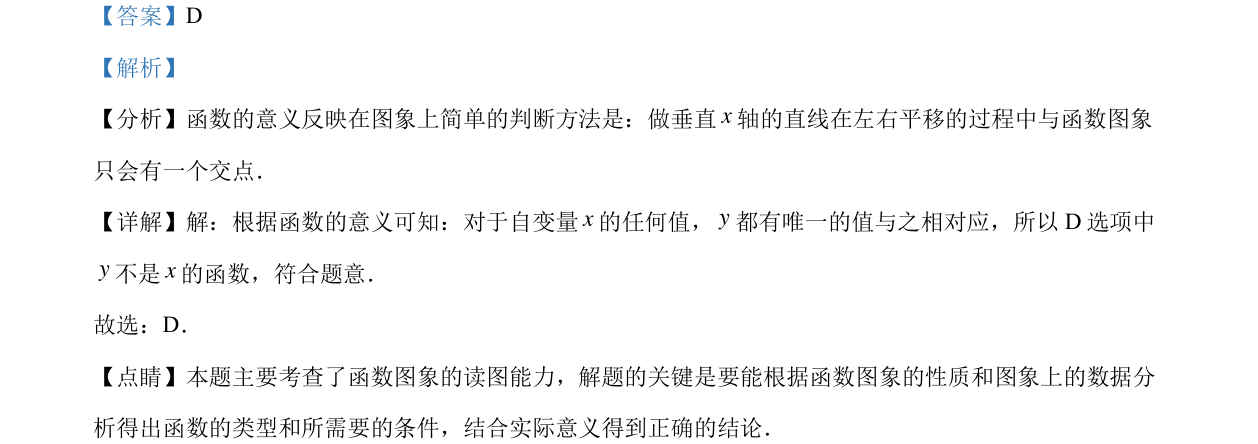 【答案】D
【解析】
【分析】函数的意义反映在图象上简单的判断方法是：做垂直 x 轴的直线在左右平移的过程中与函数图象
只会有一个交点．
【详解】解：根据函数的意义可知：对于自变量 x 的任何值， y 都有唯一的值与之相对应，所以 D 选项中
y 不是 x 的函数，符合题意．
故选：D．
【点睛】本题主要考查了函数图象的读图能力，解题的关键是要能根据函数图象的性质和图象上的数据分
析得出函数的类型和所需要的条件，结合实际意义得到正确的结论．